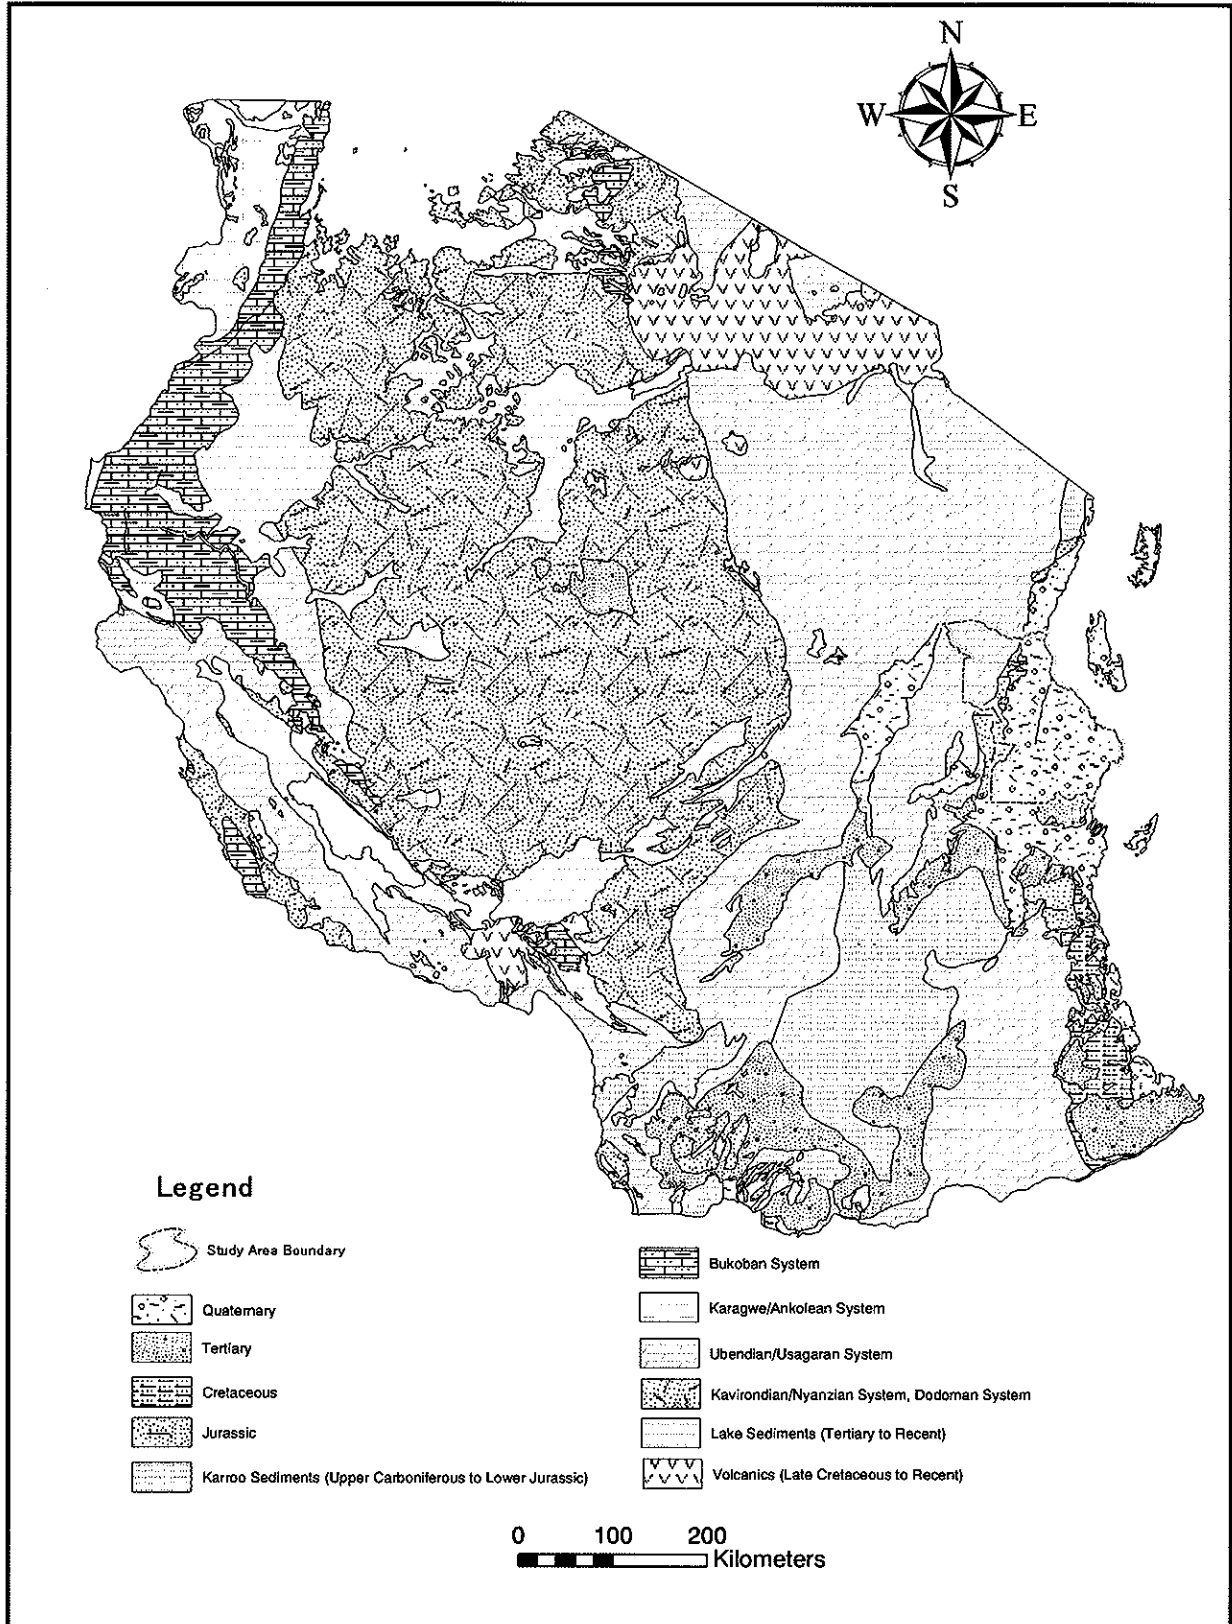 N
W E
S
Legend
Study Area Boundary
Quaternary
Tertiary
Cretaceous
Jurassic
Karroo Sediments (Upper Carboniferous to Lower Jurassic)
Bukoban System
Karagwe/Ankolean System
Ubendian/Usagaran System
Kavirondian/Nyanzian System, Dodoman System
Lake Sediments (Tertiary to Recent)
Volcanics (Late Cretaceous to Recent)
0 100 200
Kilometers